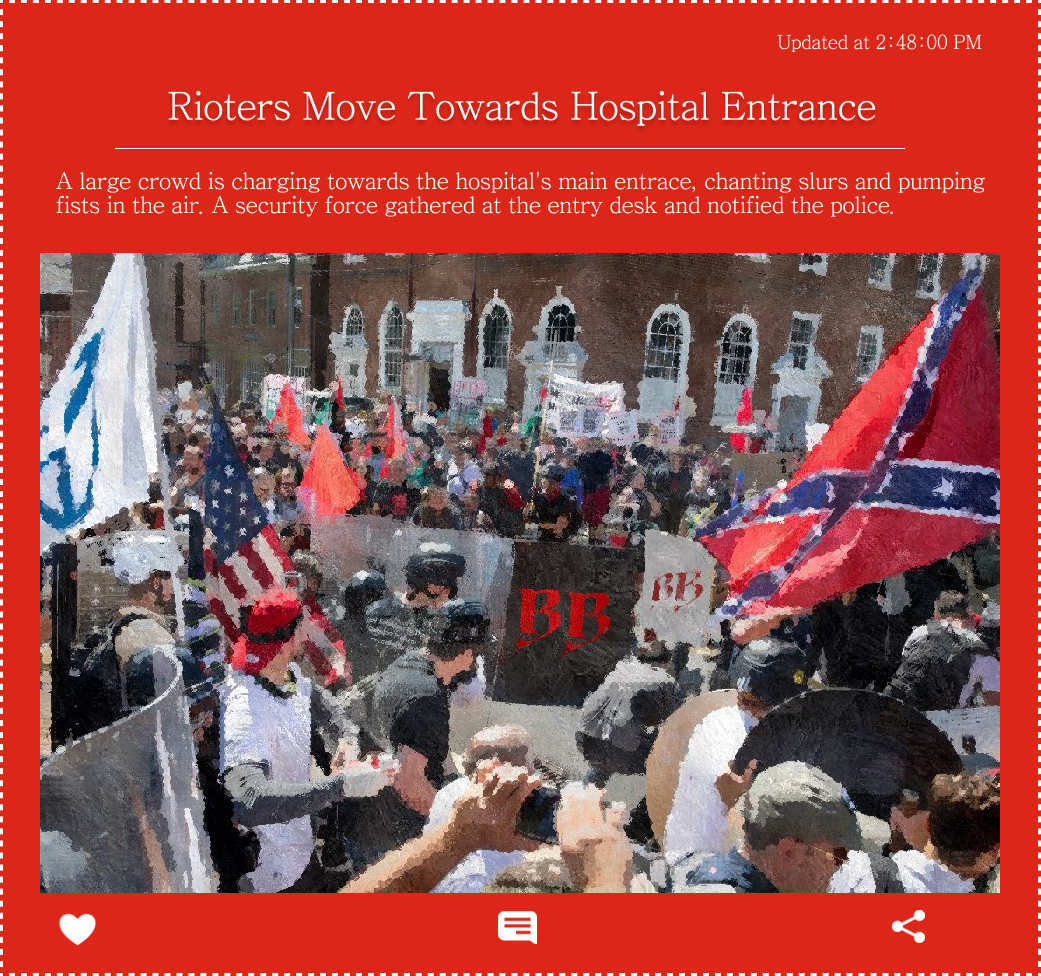 Updated at 2:48:00 PM
Rioters Move Towards Hospital Entrance
A large crowd is charging towards the hospital's main entrace, chanting slurs and pumping
fists in the air. A security force gathered at the entry desk and notified the police.
BB
BB